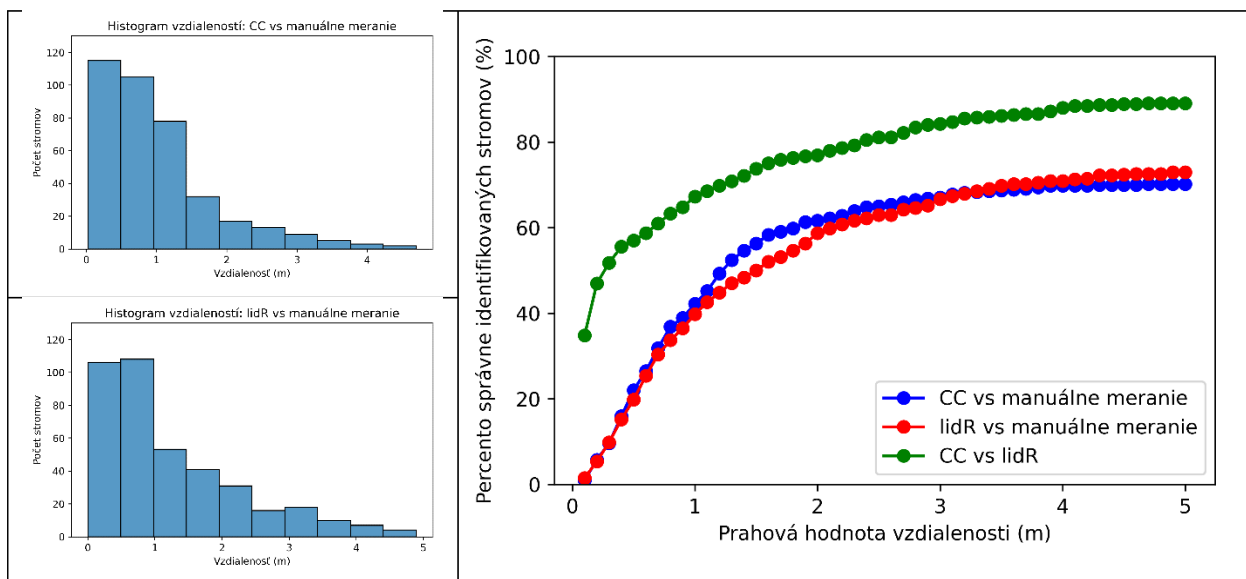 Histogram vzdialeností: CC vs manuálne meranie
120
100
80
60
40
20
0
Počet stromov
0 1 2 3 4
Vzdialenosť (m)
Histogram vzdialeností: lidR vs manuálne meranie
120
100
80
60
40
20
0
Počet stromov
0 1 2 3 4 5
Vzdialenosť (m)
Percento správne identifikovaných stromov (%)
100
80
60
40
20
0
CC vs manuálne meranie
lidR vs manuálne meranie
CC vs lidR
0 1 2 3 4 5
Prahová hodnota vzdialenosti (m)